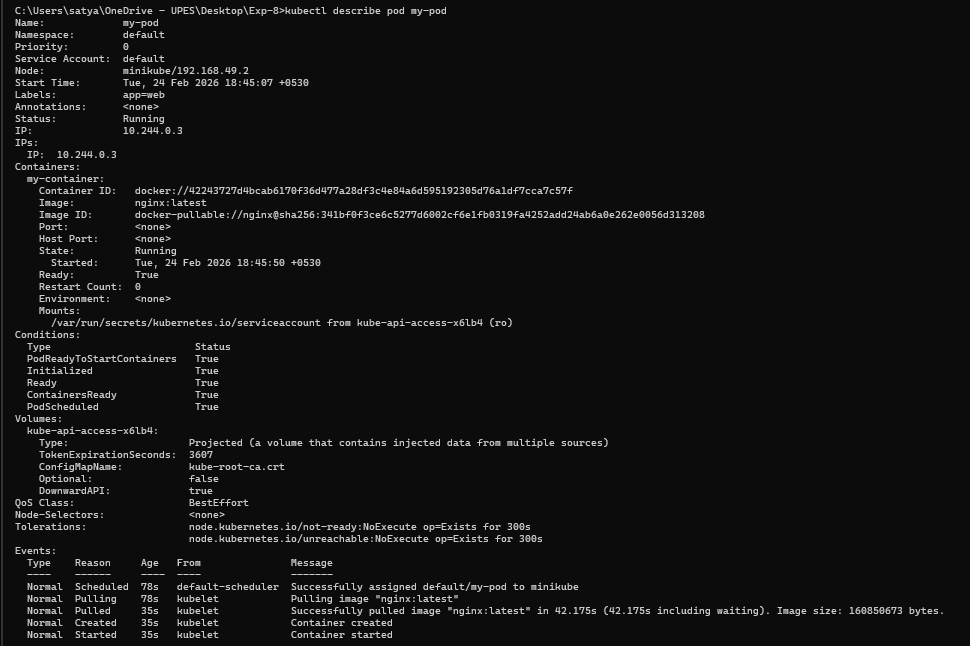 C:\Users\satya\OneDrive - UPES\Desktop\Exp-8>kubectl describe pod my-pod
Name:             my-pod
Namespace:        default
Priority:         0
Service Account:  default
Node:             minikube/192.168.49.2
Start Time:       Tue, 24 Feb 2026 18:45:07 +0530
Labels:           app=web
Annotations:      <none>
Status:           Running
IP:               10.244.0.3
IPs:
  IP:  10.244.0.3
Containers:
  my-container:
    Container ID:   docker://42243727d4bcab6170f36d477a28df3c4e84a6d595192305d76a1df7cca7c57f
    Image:          nginx:latest
    Image ID:       docker-pullable://nginx@sha256:341bf0f3ce6c5277d6002cf6e1fb0319fa4252add24ab6a0e262e0056d313208
    Port:           <none>
    Host Port:      <none>
    State:          Running
      Started:      Tue, 24 Feb 2026 18:45:50 +0530
    Ready:          True
    Restart Count:  0
    Environment:    <none>
    Mounts:
      /var/run/secrets/kubernetes.io/serviceaccount from kube-api-access-x6lb4 (ro)
Conditions:
  Type                        Status
  PodReadyToStartContainers   True
  Initialized                 True
  Ready                       True
  ContainersReady             True
  PodScheduled                True
Volumes:
  kube-api-access-x6lb4:
    Type:                    Projected (a volume that contains injected data from multiple sources)
    TokenExpirationSeconds:  3607
    ConfigMapName:           kube-root-ca.crt
    Optional:                false
    DownwardAPI:             true
QoS Class:                   BestEffort
Node-Selectors:              <none>
Tolerations:                 node.kubernetes.io/not-ready:NoExecute op=Exists for 300s
                             node.kubernetes.io/unreachable:NoExecute op=Exists for 300s
Events:
  Type    Reason     Age   From               Message
  ----    ------     ----  ----               -------
  Normal  Scheduled  78s   default-scheduler  Successfully assigned default/my-pod to minikube
  Normal  Pulling    78s   kubelet            Pulling image "nginx:latest"
  Normal  Pulled     35s   kubelet            Successfully pulled image "nginx:latest" in 42.175s (42.175s including waiting). Image size: 160850673 bytes.
  Normal  Created    35s   kubelet            Container created
  Normal  Started    35s   kubelet            Container started